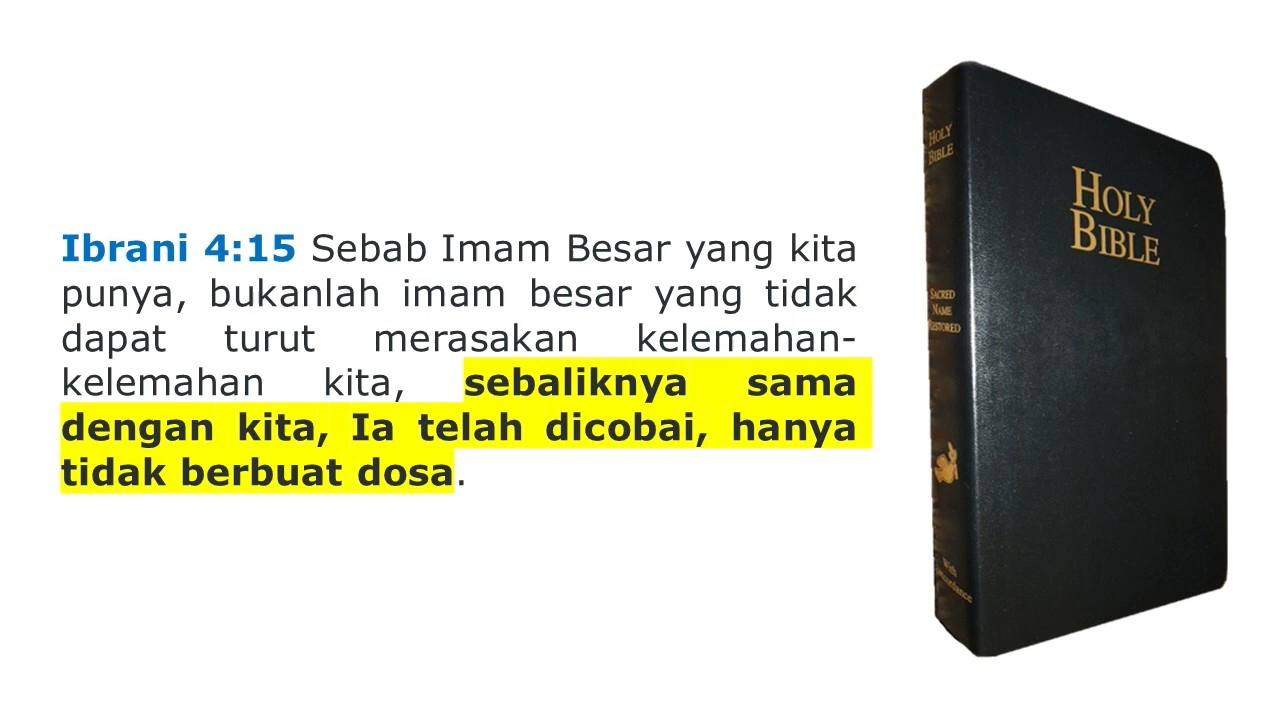 Ibrani 4:15 Sebab Imam Besar yang kita
punya, bukanlah imam besar yang tidak
dapat turut merasakan kelemahan-
kelemahan kita, sebaliknya sama
dengan kita, Ia telah dicobai, hanya
tidak berbuat dosa.
HOLY
BIBLE
HOLY
BIBLE
SACRED
NAME
RESTORED
With